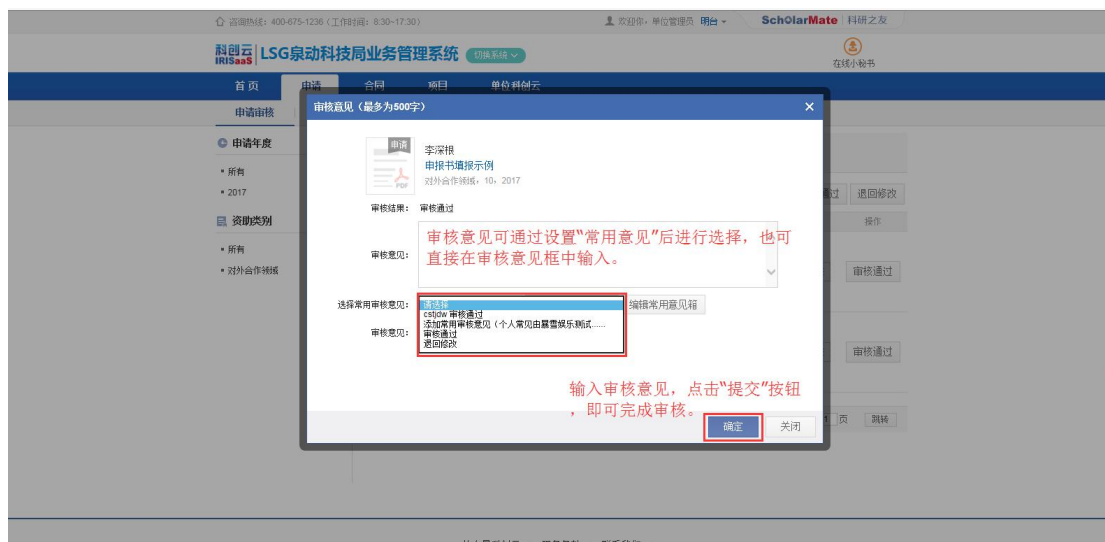 咨询热线：400-675-1236（工作时间：8:30-17:30）
欢迎你，单位管理员 明台
SchOlarMate 科研之友
科创云
IRISaaS
LSG泉动科技局业务管理系统
切换系统
在线小秘书
首页 申请 合同 项目 单位科创云
申请审核
审核意见（最多为500字）
申请年度
申请
PDF
李深根
申报书填报示例
对外合作领域，10，2017
所有
2017
退回修改
审核结果： 审核通过
资助类别
操作
审核意见：
审核意见可通过设置“常用意见”后进行选择，也可
直接在审核意见框中输入。
所有
对外合作领域
审核通过
选择常用审核意见：
请选择
cstjdw 审核通过
添加常用审核意见（个人常见由暴雪娱乐测试......
审核通过
退回修改
编辑常用意见箱
审核意见：
审核通过
输入审核意见，点击“提交”按钮
，即可完成审核。
确定 关闭
页 跳转